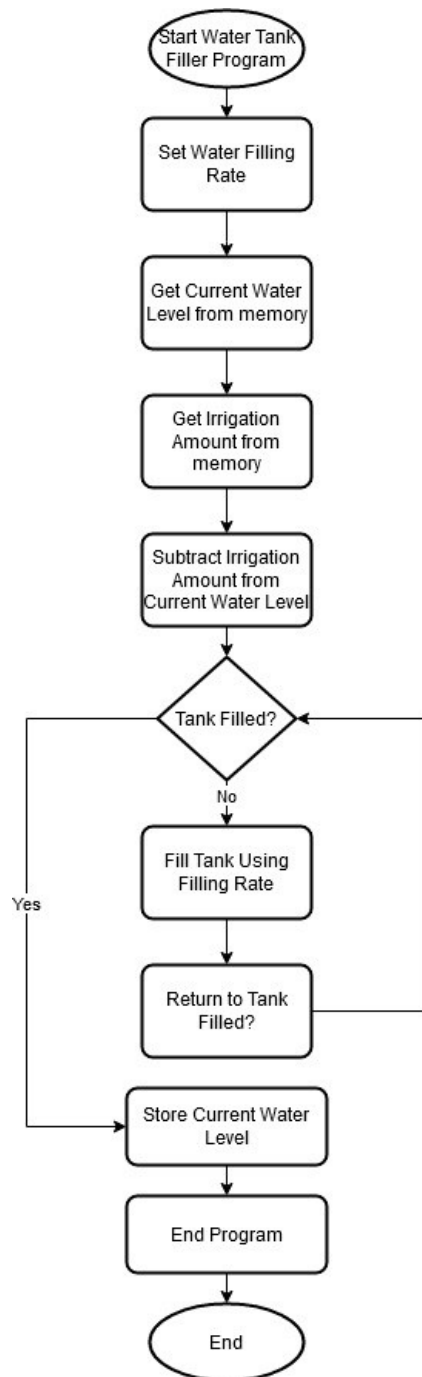 Start Water Tank
Filler Program
Set Water Filling
Rate
Get Current Water
Level from memory
Get Irrigation
Amount from
memory
Subtract Irrigation
Amount from
Current Water Level
Tank Filled?
No
Fill Tank Using
Filling Rate
Yes
Return to Tank
Filled?
Store Current Water
Level
End Program
End